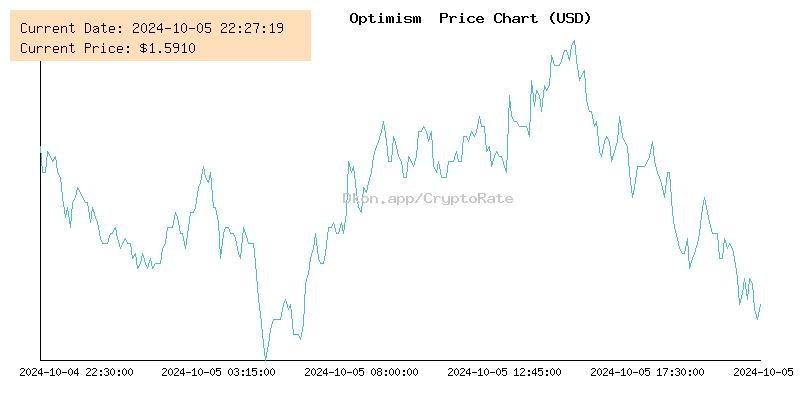 Optimism  Price Chart (USD)
Current Date: 2024-10-05 22:27:19
Current Price: $1.5910
Dkon.app/CryptoRate
2024-10-04 22:30:00 2024-10-05 03:15:00 2024-10-05 08:00:00 2024-10-05 12:45:00 2024-10-05 17:30:00 2024-10-05